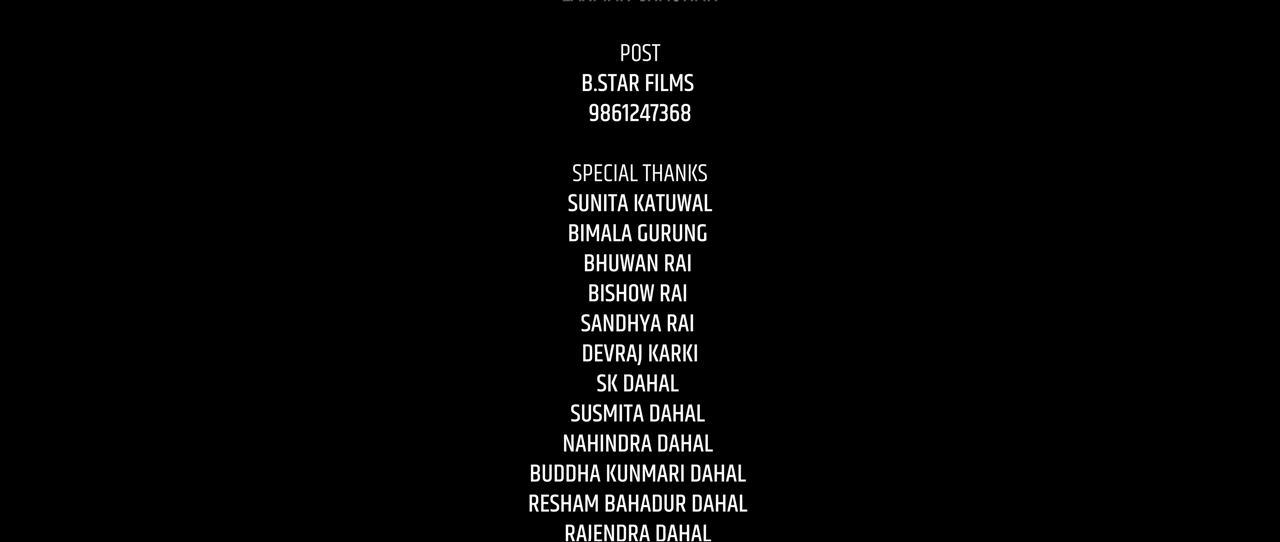 POST
B.STAR FILMS
9861247368
SPECIAL THANKS
SUNITA KATUWAL
BIMALA GURUNG
BHUWAN RAI
BISHOW RAI
SANDHYA RAI
DEVRAJ KARKI
SK DAHAL
SUSMITA DAHAL
NAHINDRA DAHAL
BUDDHA KUNMARI DAHAL
RESHAM BAHADUR DAHAL
RAJENDRA DAHAL